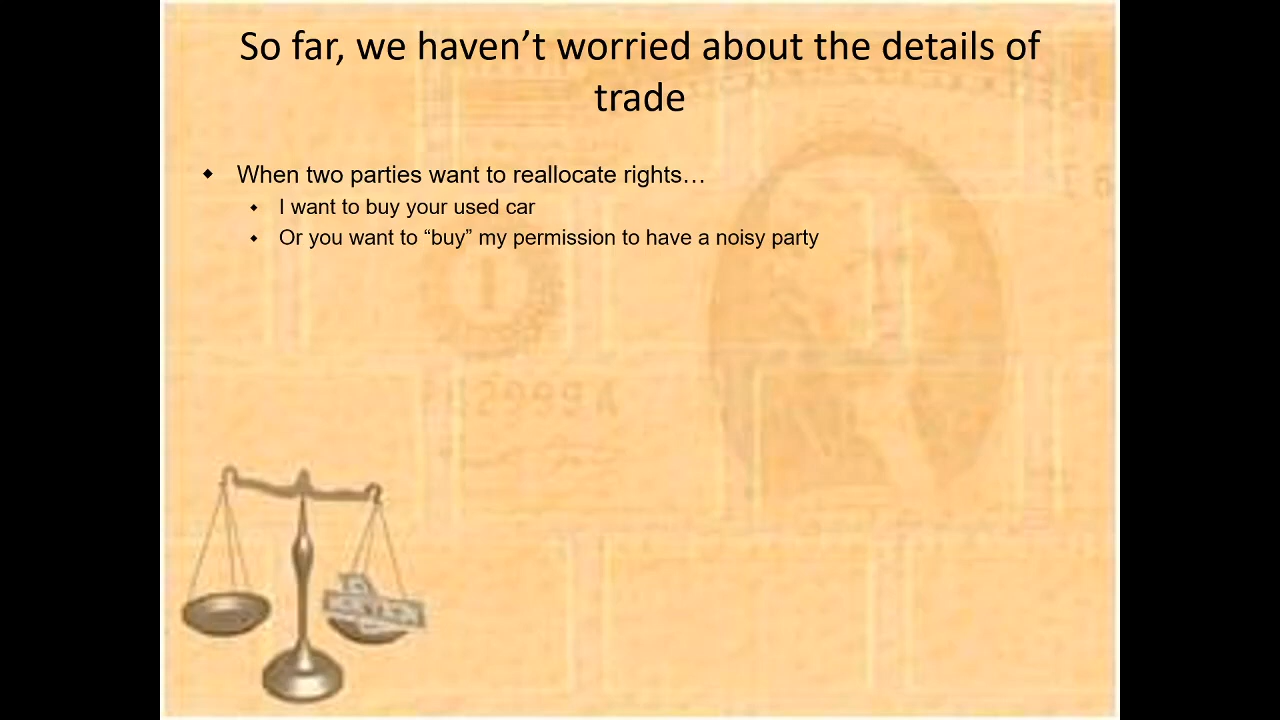 So far, we haven’t worried about the details of
trade
When two parties want to reallocate rights…
I want to buy your used car
Or you want to “buy” my permission to have a noisy party